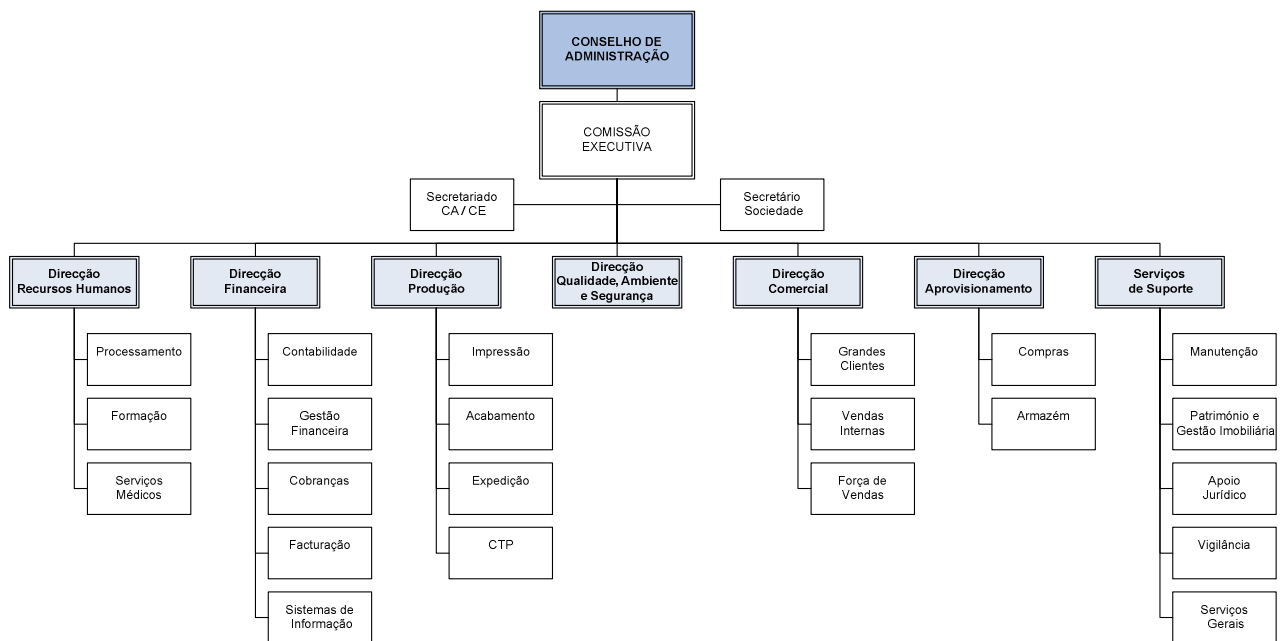 CONSELHO DE
ADMINISTRAÇÃO
COMISSÃO
EXECUTIVA
Secretariado
CA / CE
Secretário
Sociedade
Direcção
Recursos Humanos
Direcção
Financeira
Direcção
Produção
Direcção
Qualidade, Ambiente
e Segurança
Direcção
Comercial
Direcção
Aprovisionamento
Serviços
de Suporte
Processamento
Formação
Serviços
Médicos
Contabilidade
Gestão
Financeira
Cobranças
Facturação
Sistemas de
Informação
Impressão
Acabamento
Expedição
CTP
Grandes
Clientes
Vendas
Internas
Força de
Vendas
Compras
Armazém
Manutenção
Património e
Gestão Imobiliária
Apoio
Jurídico
Vigilância
Serviços
Gerais